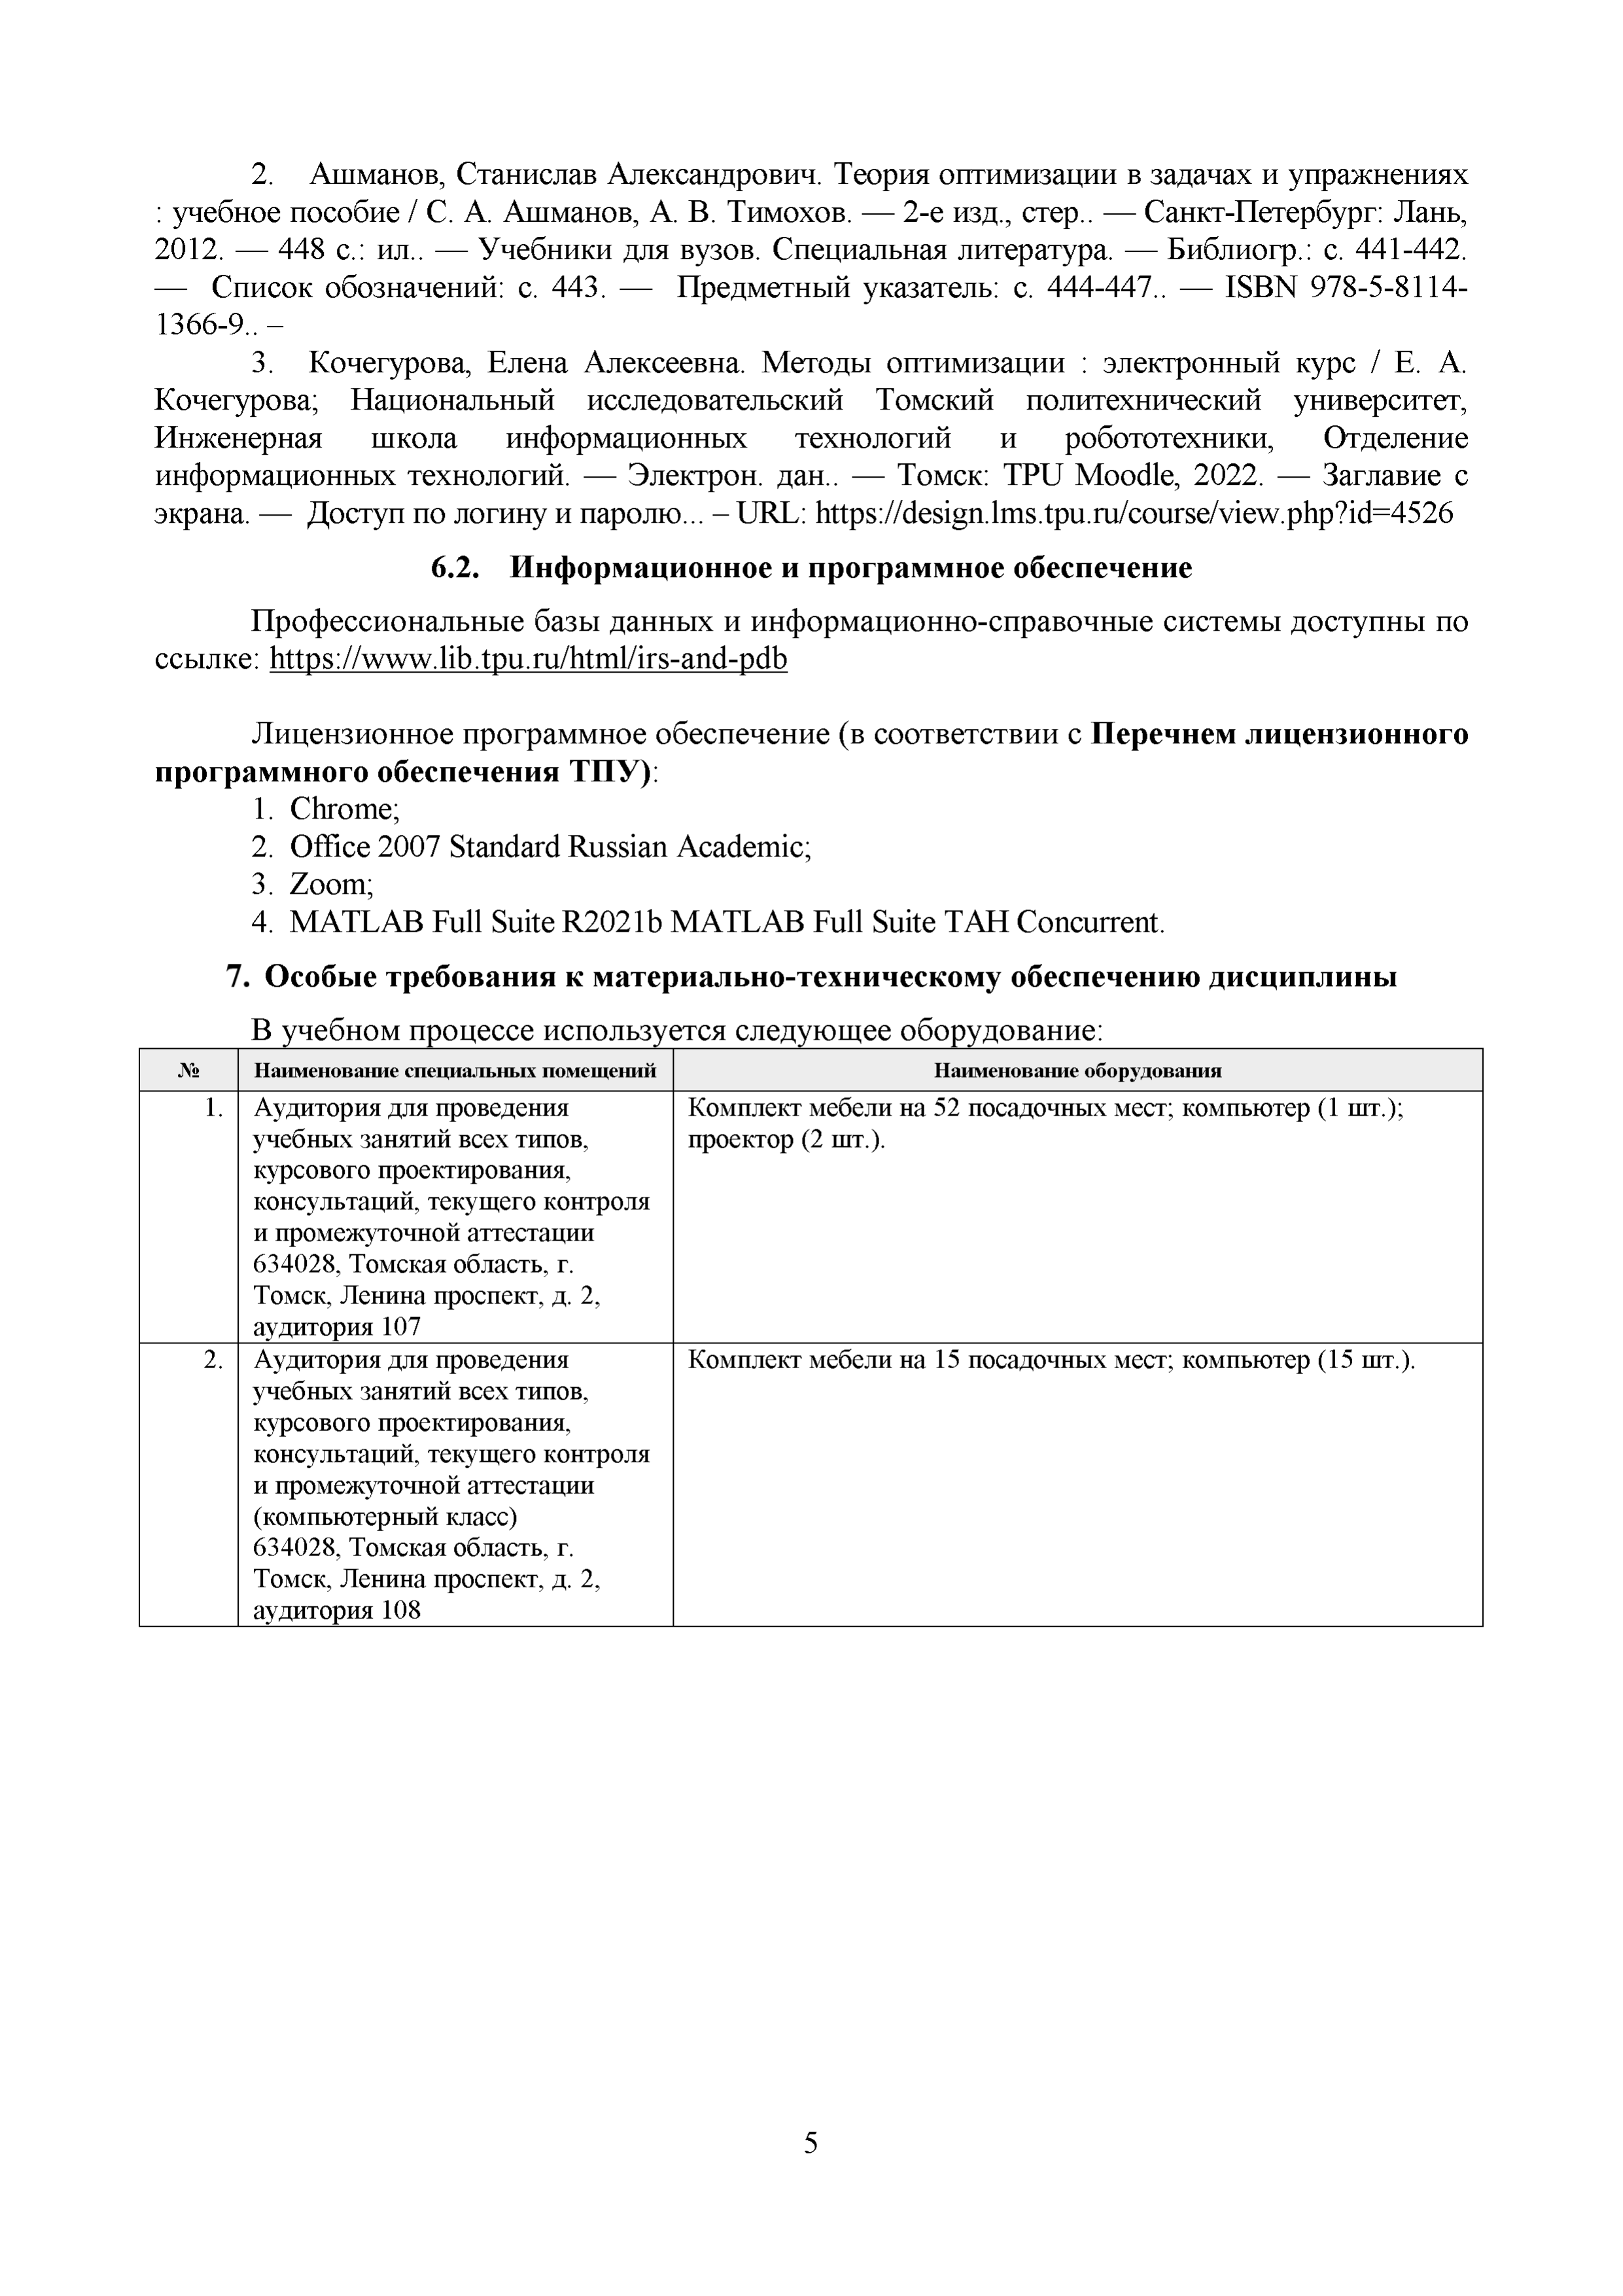 2. Ашманов, Станислав Александрович. Теория оптимизации в задачах и упражнениях
: учебное пособие / С. А. Ашманов, А. В. Тимохов. — 2-е изд., стер.. — Санкт-Петербург: Лань,
2012. — 448 с.: ил.. — Учебники для вузов. Специальная литература. — Библиогр.: с. 441-442.
— Список обозначений: с. 443. — Предметный указатель: с. 444-447.. — ISBN 978-5-8114-
1366-9.. –
3. Кочегурова, Елена Алексеевна. Методы оптимизации : электронный курс / Е. А.
Кочегурова; Национальный исследовательский Томский политехнический университет,
Инженерная школа информационных технологий и робототехники, Отделение
информационных технологий. — Электрон. дан.. — Томск: TPU Moodle, 2022. — Заглавие с
экрана. — Доступ по логину и паролю... – URL: https://design.lms.tpu.ru/course/view.php?id=4526
6.2. Информационное и программное обеспечение
Профессиональные базы данных и информационно-справочные системы доступны по
ссылке: https://www.lib.tpu.ru/html/irs-and-pdb
Лицензионное программное обеспечение (в соответствии с Перечнем лицензионного
программного обеспечения ТПУ):
1. Chrome;
2. Office 2007 Standard Russian Academic;
3. Zoom;
4. MATLAB Full Suite R2021b MATLAB Full Suite TAH Concurrent.
7. Особые требования к материально-техническому обеспечению дисциплины
В учебном процессе используется следующее оборудование:
№ Наименование специальных помещений Наименование оборудования
1. Аудитория для проведения
учебных занятий всех типов,
курсового проектирования,
консультаций, текущего контроля
и промежуточной аттестации
634028, Томская область, г.
Томск, Ленина проспект, д. 2,
аудитория 107
Комплект мебели на 52 посадочных мест; компьютер (1 шт.);
проектор (2 шт.).
2. Аудитория для проведения
учебных занятий всех типов,
курсового проектирования,
консультаций, текущего контроля
и промежуточной аттестации
(компьютерный класс)
634028, Томская область, г.
Томск, Ленина проспект, д. 2,
аудитория 108
Комплект мебели на 15 посадочных мест; компьютер (15 шт.).
5